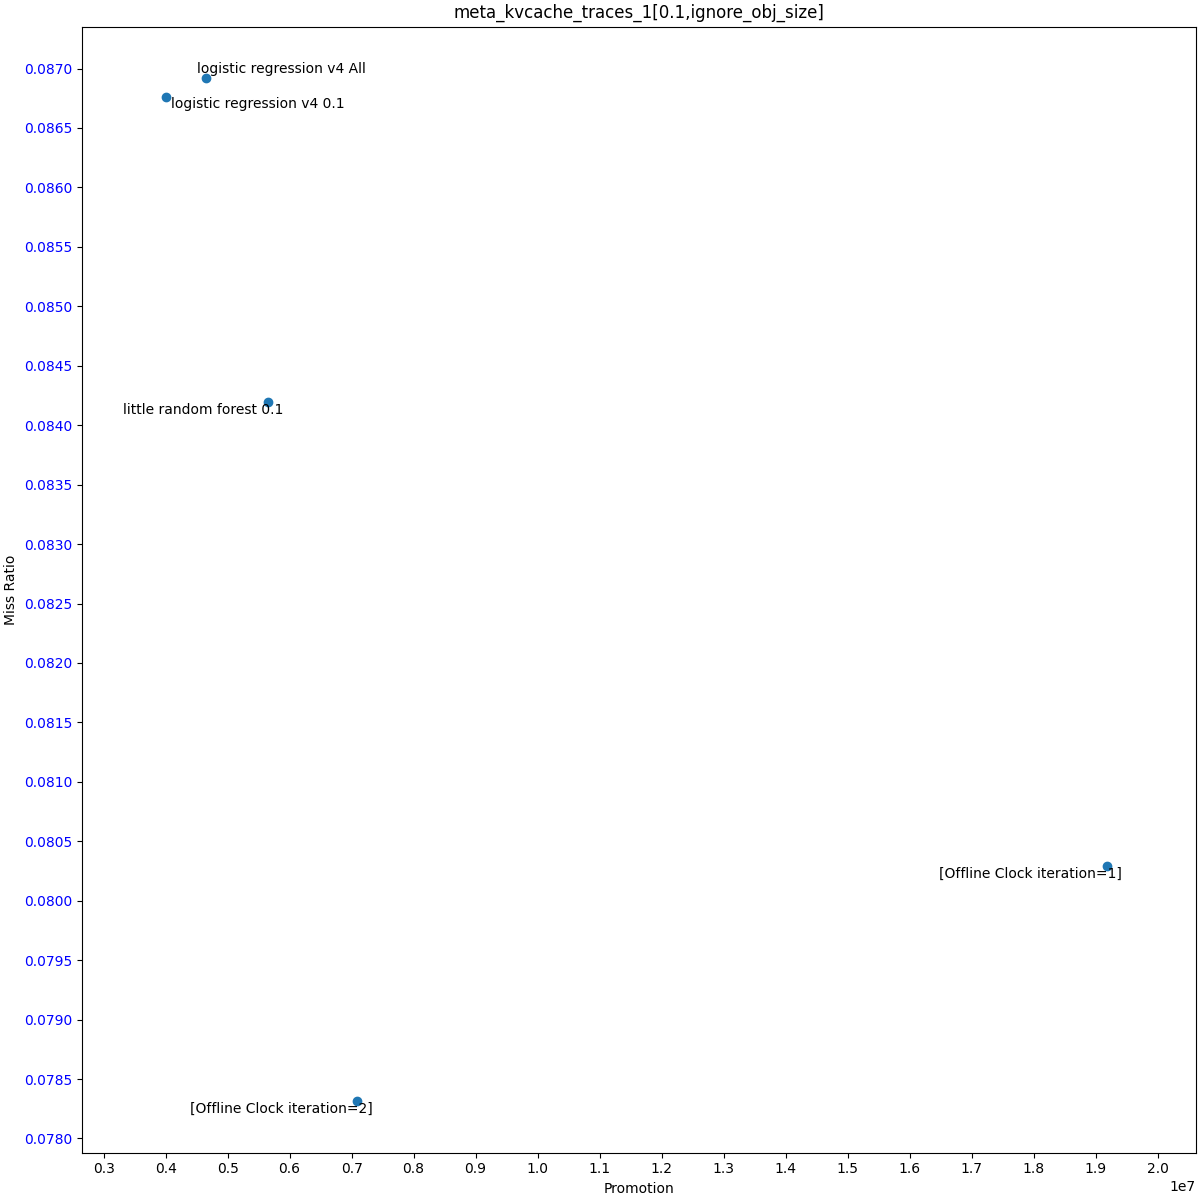 meta_kvcache_traces_1[0.1,ignore_obj_size]
0.0870
0.0865
0.0860
0.0855
0.0850
0.0845
0.0840
0.0835
0.0830
0.0825
0.0820
0.0815
0.0810
0.0805
0.0800
0.0795
0.0790
0.0785
0.0780
Miss Ratio
logistic regression v4 All
logistic regression v4 0.1
little random forest 0.1
[Offline Clock iteration=1]
[Offline Clock iteration=2]
0.3 0.4 0.5 0.6 0.7 0.8 0.9 1.0 1.1 1.2 1.3 1.4 1.5 1.6 1.7 1.8 1.9 2.0
1e7
Promotion